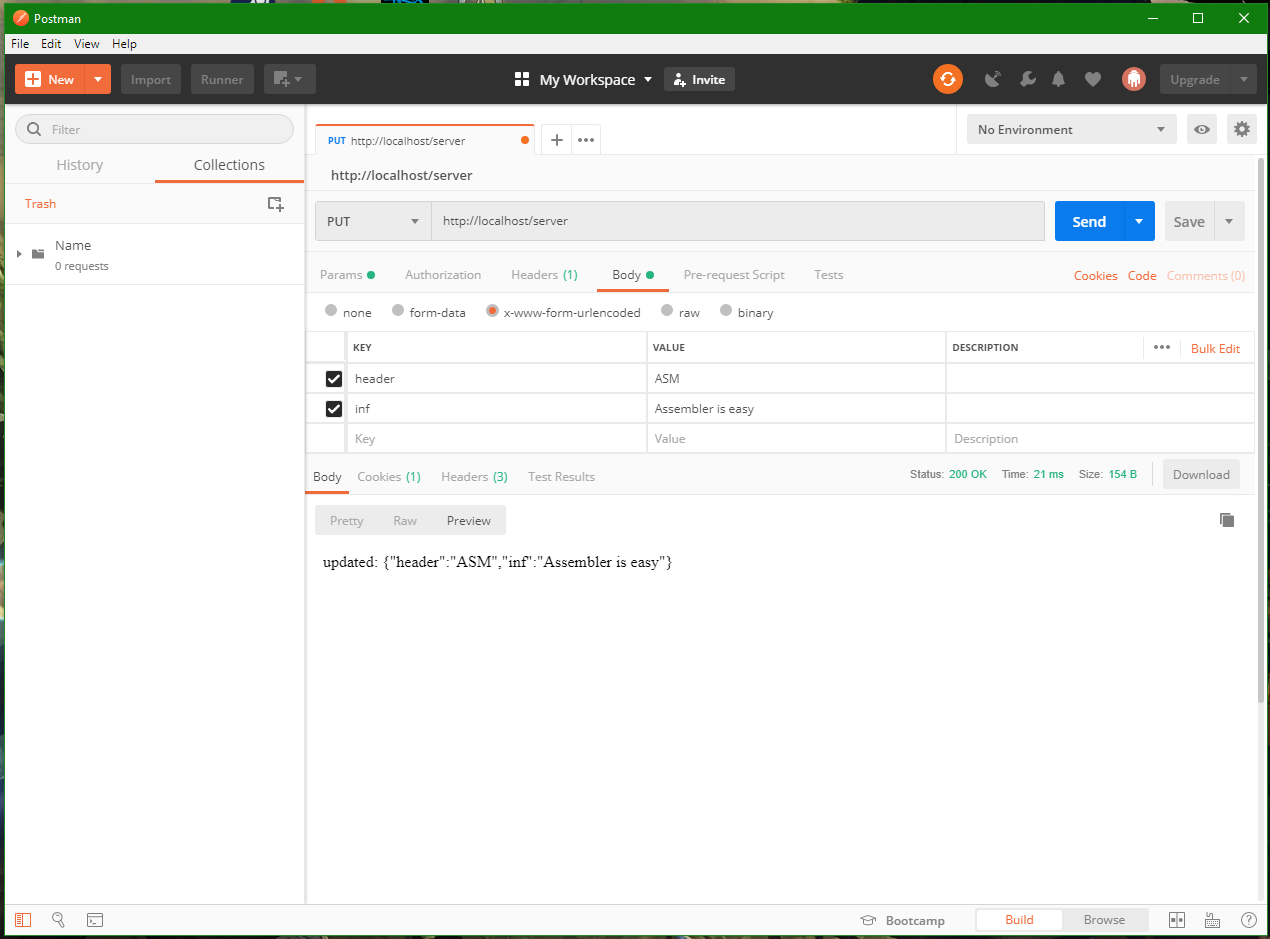 Postman
File Edit View Help
New Import Runner My Workspace Invite Upgrade
Filter
History Collections
Trash
Name
0 requests
PUT http://localhost/server
No Environment
http://localhost/server
PUT http://localhost/server Send Save
Params Authorization Headers (1) Body Pre-request Script Tests Cookies Code Comments (0)
none form-data x-www-form-urlencoded raw binary
KEY VALUE DESCRIPTION Bulk Edit
header ASM
inf Assembler is easy
Key Value Description
Body Cookies (1) Headers (3) Test Results Status: 200 OK Time: 21 ms Size: 154 B Download
Pretty Raw Preview
updated: {"header":"ASM","inf":"Assembler is easy"}
Bootcamp Build Browse